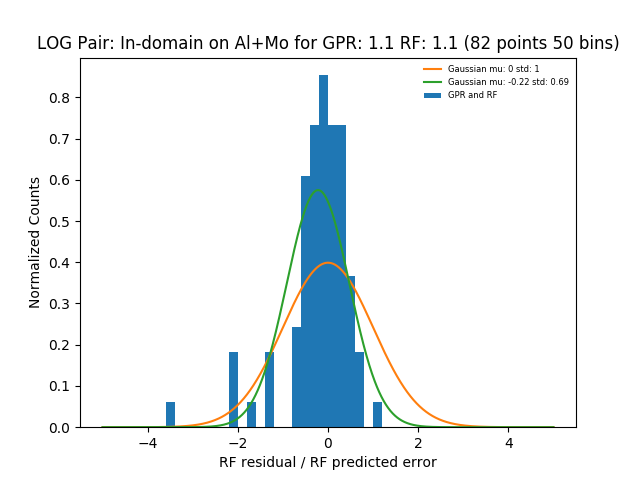 LOG Pair: In-domain on Al+Mo for GPR: 1.1 RF: 1.1 (82 points 50 bins)
Gaussian mu: 0 std: 1
Gaussian mu: -0.22 std: 0.69
GPR and RF
Normalized Counts
0.8
0.7
0.6
0.5
0.4
0.3
0.2
0.1
0.0
−4
−2
0
2
4
RF residual / RF predicted error